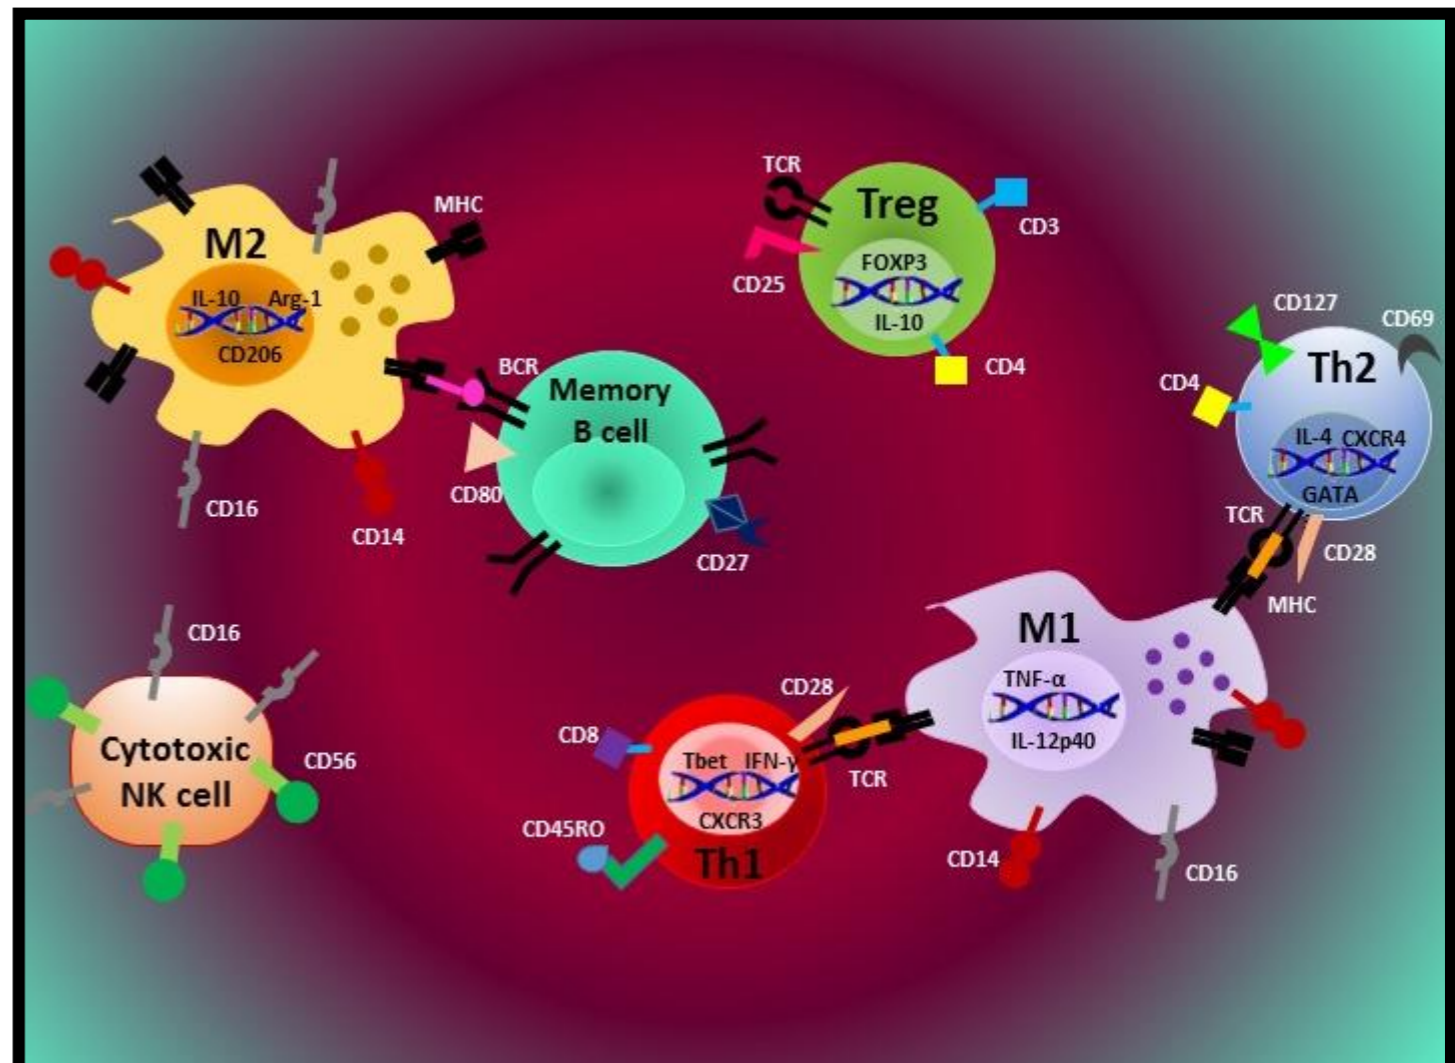 M2
MHC
IL-10 Arg-1
CD206
CD16
CD14
BCR
Memory
B cell
CD80
CD27
TCR
Treg
CD3
CD25
FOXP3
IL-10
CD4
CD127
CD69
CD4
Th2
IL-4 CXCR4
GATA
TCR
CD28
MHC
CD16
Cytotoxic
NK cell
CD56
CD28
CD8
Tbet IFN-γ
CXCR3
Th1
CD45RO
TCR
M1
TNF-α
IL-12p40
CD14
CD16